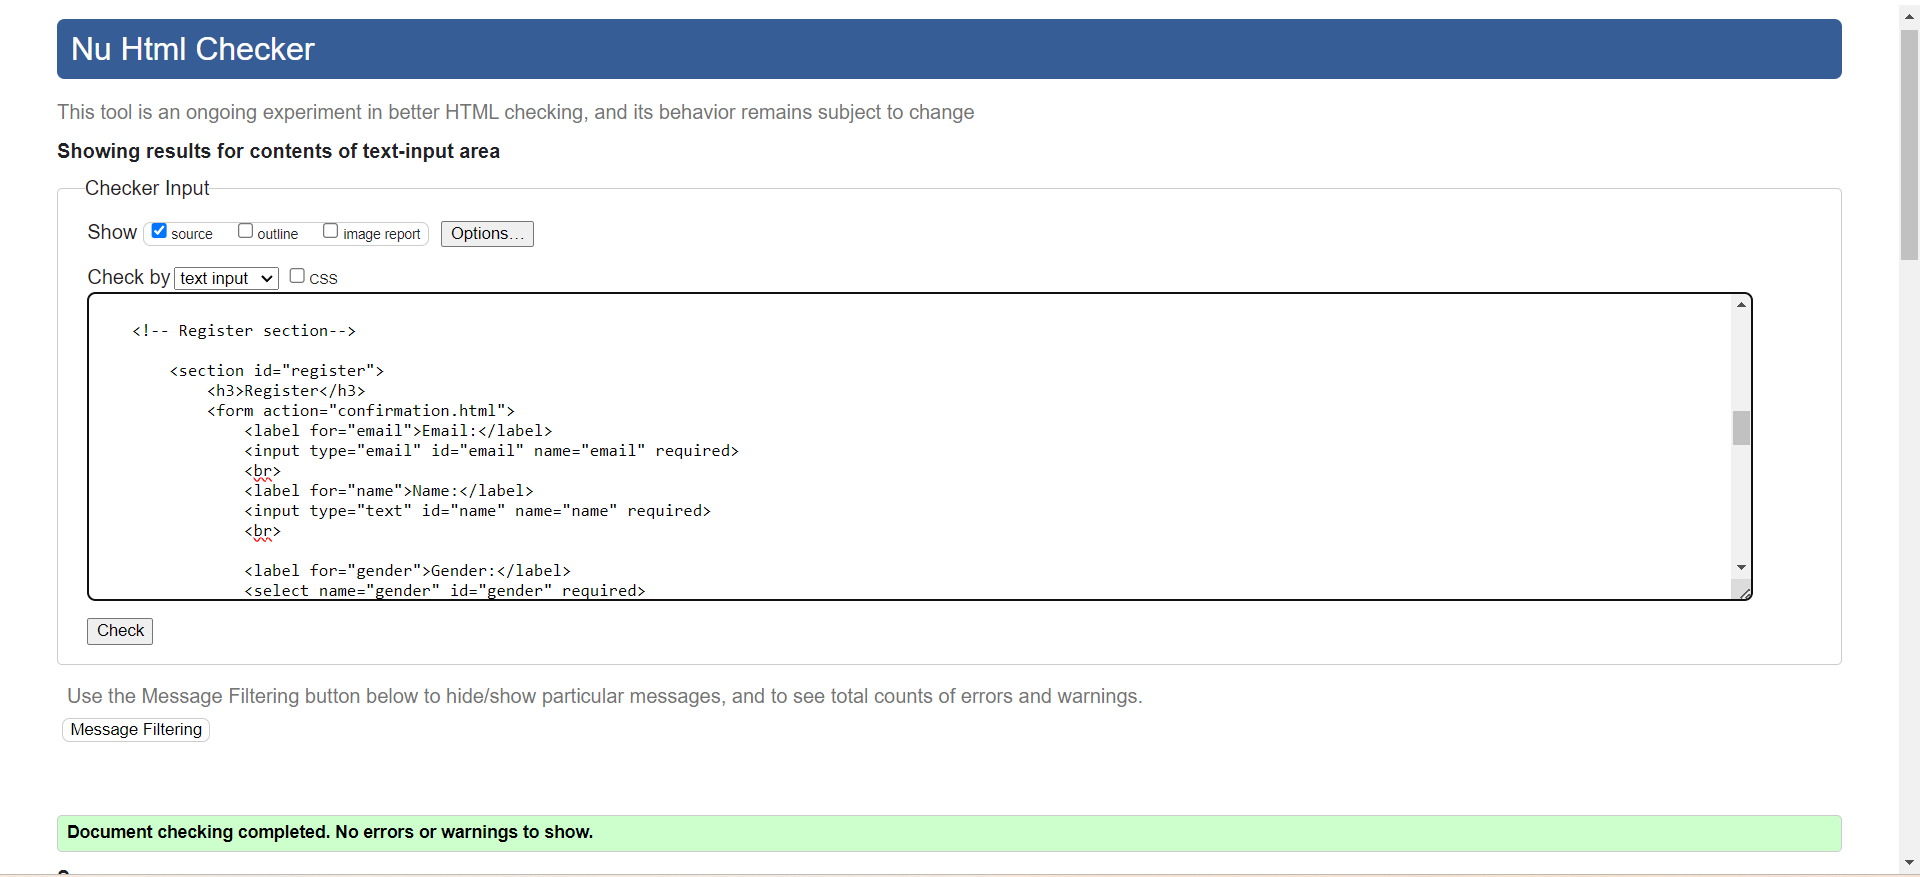 Nu Html Checker
This tool is an ongoing experiment in better HTML checking, and its behavior remains subject to change
Showing results for contents of text-input area
Checker Input
Show source outline image report Options...
Check by text input CSS
<!-- Register section-->
<section id="register">
<h3>Register</h3>
<form action="confirmation.html">
<label for="email">Email:</label>
<input type="email" id="email" name="email" required>
<br>
<label for="name">Name:</label>
<input type="text" id="name" name="name" required>
<br>
<label for="gender">Gender:</label>
<select name="gender" id="gender" required>
Check
Use the Message Filtering button below to hide/show particular messages, and to see total counts of errors and warnings.
Message Filtering
Document checking completed. No errors or warnings to show.